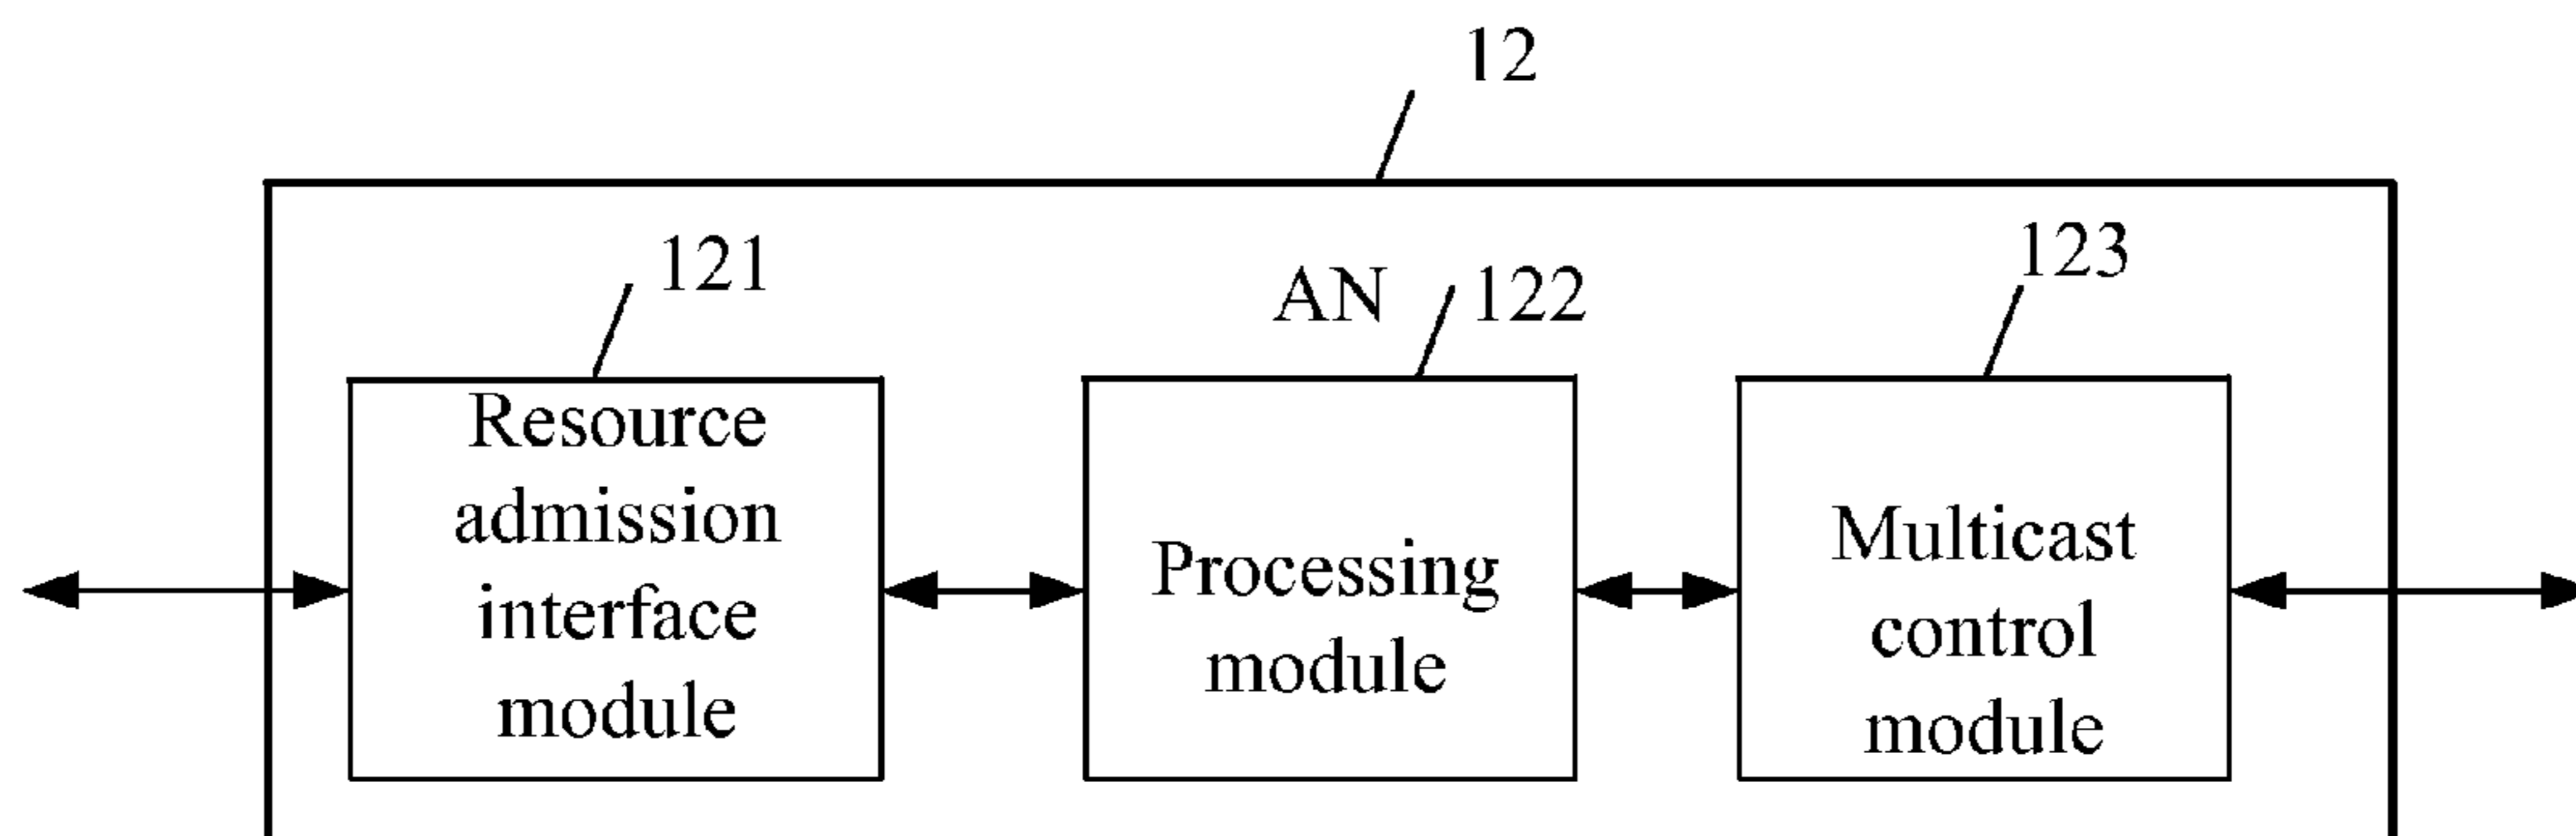 12
121
AN
122
123
Resource
admission
interface
module
Processing
module
Multicast
control
module